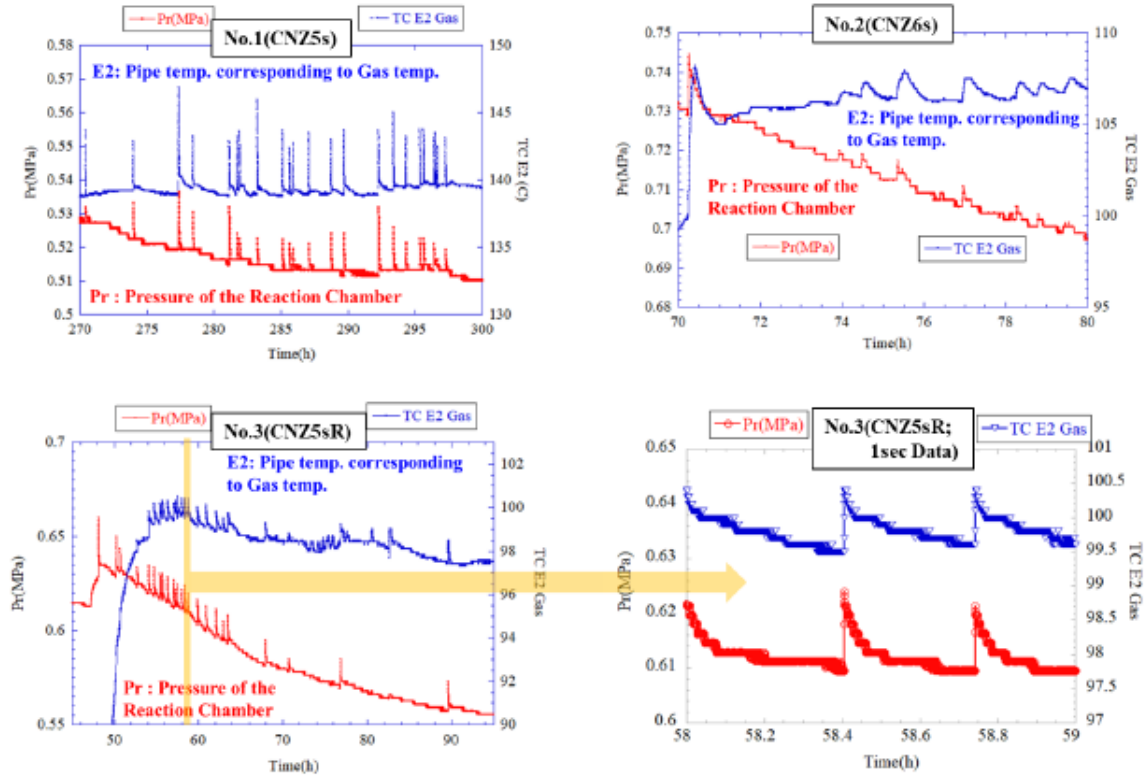 Pr(MPa)
TC E2 Gas
No.1(CNZ5s)
E2: Pipe temp. corresponding to Gas temp.
Pr : Pressure of the Reaction Chamber
Pr(MPa)
TC E2 (C)
0.58
0.57
0.56
0.55
0.54
0.53
0.52
0.51
0.5
150
145
140
135
130
270
275
280
285
290
295
300
Time(h)
No.2(CNZ6s)
E2: Pipe temp. corresponding
to Gas temp.
Pr : Pressure of the
Reaction Chamber
Pr(MPa)
TC E2 Gas
Pr(MPa)
TC E2 Gas
0.75
0.74
0.73
0.72
0.71
0.7
0.69
0.68
110
105
100
95
70
72
74
76
78
80
Time(h)
Pr(MPa)
TC E2 Gas
No.3(CNZ5sR)
E2: Pipe temp. corresponding
to Gas temp.
Pr : Pressure of the
Reaction Chamber
Pr(MPa)
TC E2 Gas
0.7
0.65
0.6
0.55
102
100
98
96
94
92
90
50
60
70
80
90
Time(h)
Pr(MPa)
TC E2 Gas
No.3(CNZ5sR;
1sec Data)
Pr(MPa)
TC E2 Gas
0.65
0.64
0.63
0.62
0.61
0.6
101
100.5
100
99.5
99
98.5
98
97.5
97
58
58.2
58.4
58.6
58.8
59
Time(h)